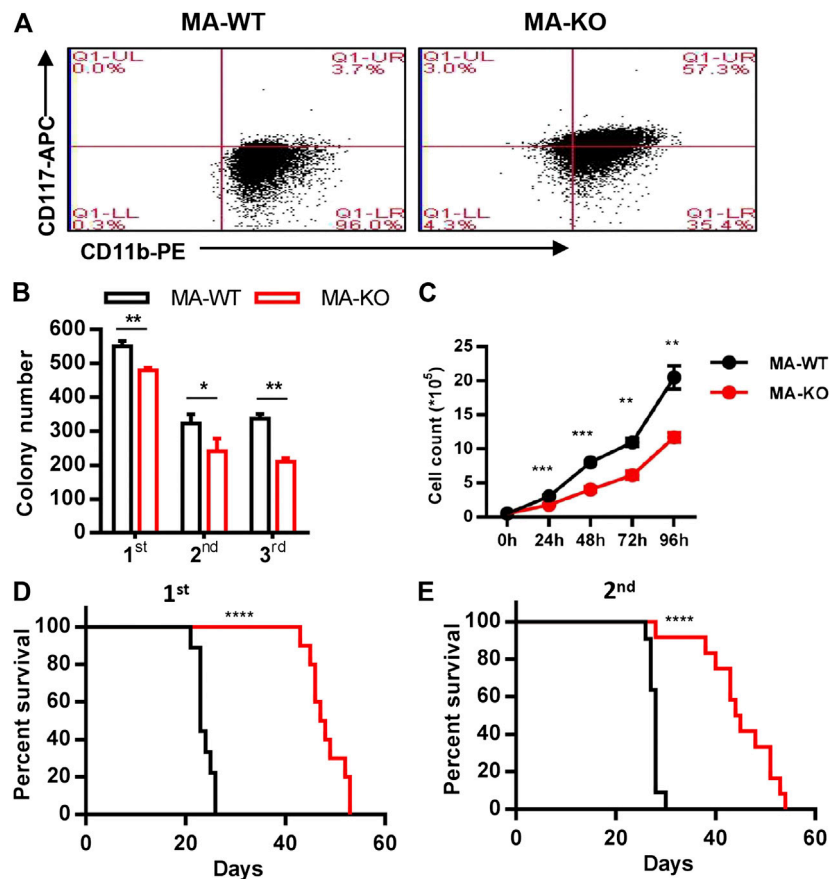 A
MA-WT
MA-KO
Q1-UL
0.0%
Q1-UR
3.7%
Q1-UL
3.0%
Q1-UR
57.3%
CD117-APC
Q1-LL
0.3%
Q1-LR
96.0%
Q1-LL
4.3%
Q1-LR
35.4%
CD11b-PE
B
MA-WT
MA-KO
Colony number
600
500
400
300
200
100
0
**
*
**
1st
2nd
3rd
C
Cell count (*10⁵)
25
20
15
10
5
0
***
***
**
**
0h
24h
48h
72h
96h
MA-WT
MA-KO
D
1st
****
Percent survival
100
80
60
40
20
0
0
20
40
60
Days
E
2nd
****
Percent survival
100
80
60
40
20
0
0
20
40
60
Days